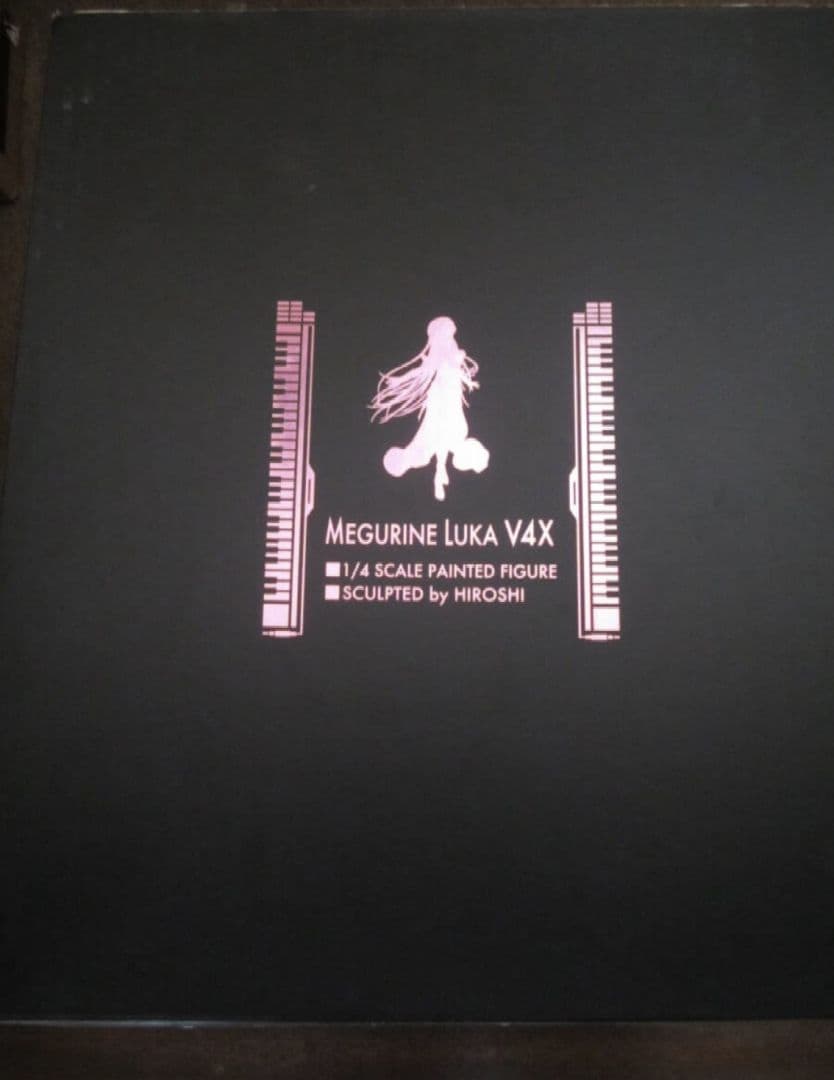 MEGURINE LUKA V4X
■1/4 SCALE PAINTED FIGURE
■SCULPTED by HIROSHI